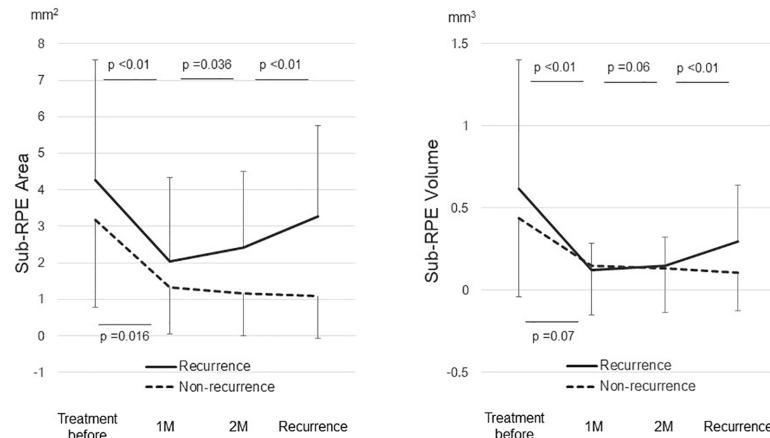 mm²
8
7
6
5
4
3
2
1
0
-1
Sub-RPE Area
p <0.01
p =0.036
p <0.01
p =0.016
Recurrence
Non-recurrence
Treatment
before
1M
2M
Recurrence
mm³
1.5
1
0.5
0
-0.5
Sub-RPE Volume
p <0.01
p =0.06
p <0.01
p =0.07
Recurrence
Non-recurrence
Treatment
before
1M
2M
Recurrence